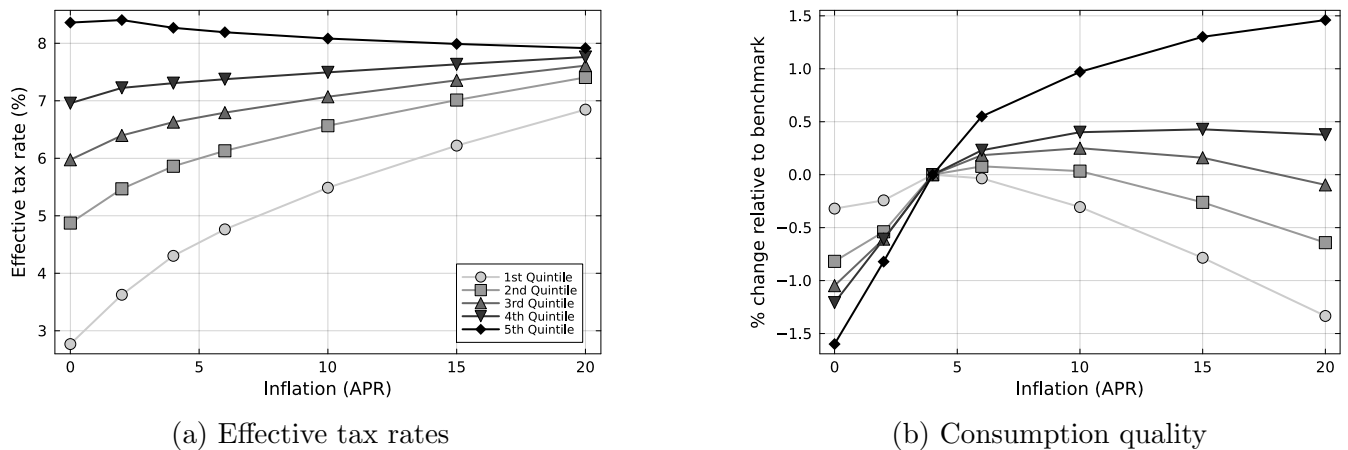 Effective tax rate (%)
8
7
6
5
4
3
0 5 10 15 20
Inflation (APR)
1st Quintile
2nd Quintile
3rd Quintile
4th Quintile
5th Quintile
(a) Effective tax rates
% change relative to benchmark
1.5
1.0
0.5
0.0
−0.5
−1.0
−1.5
0 5 10 15 20
Inflation (APR)
(b) Consumption quality